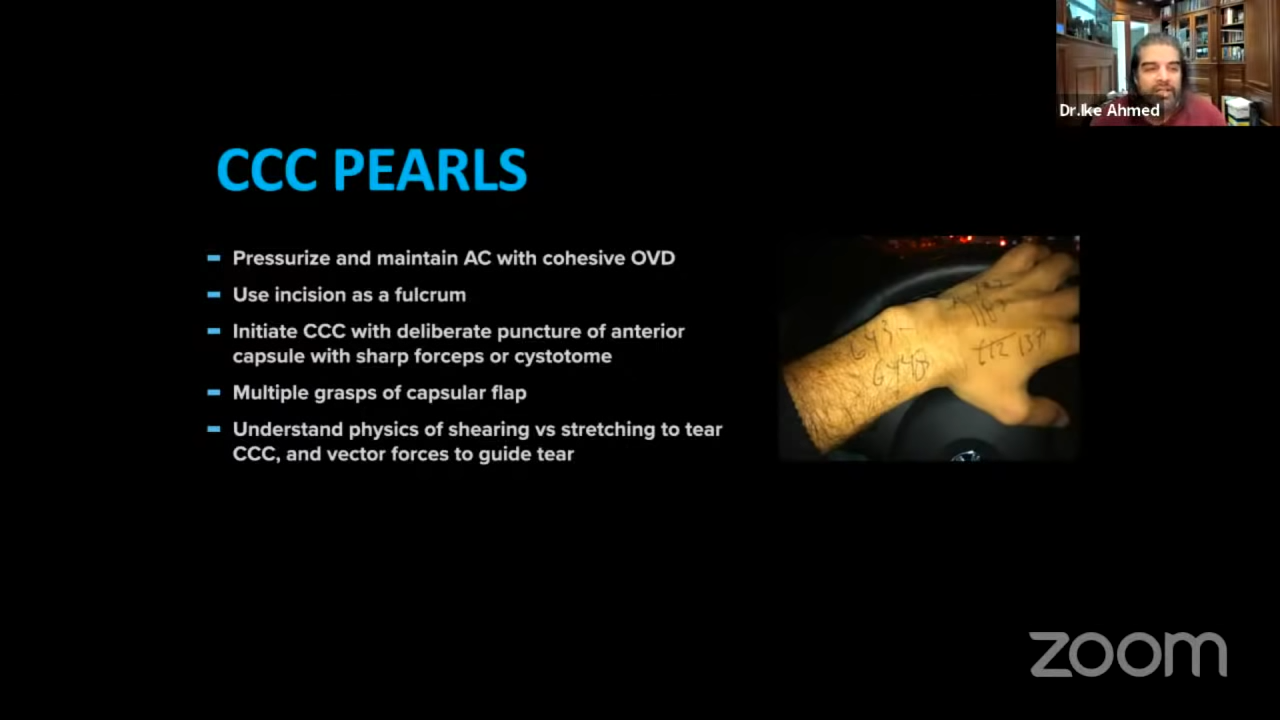 Dr.Ike Ahmed
CCC PEARLS
Pressurize and maintain AC with cohesive OVD
Use incision as a fulcrum
Initiate CCC with deliberate puncture of anterior
capsule with sharp forceps or cystotome
Multiple grasps of capsular flap
Understand physics of shearing vs stretching to tear
CCC, and vector forces to guide tear
643-
6448
zoom